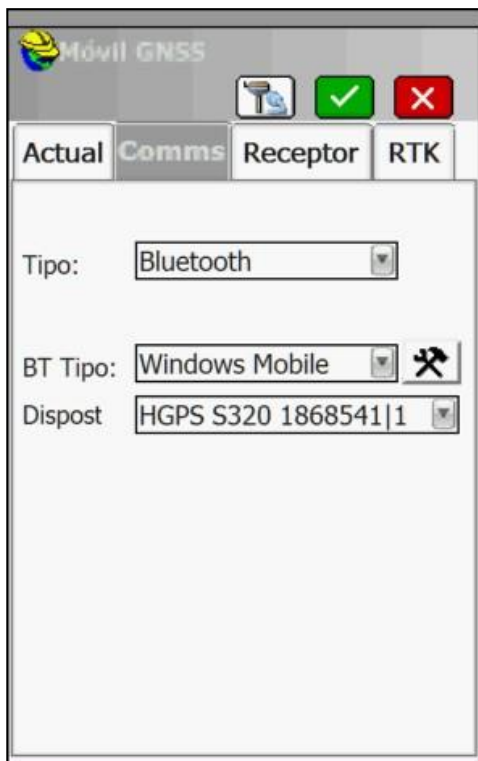 Móvil GNSS
Actual Comms Receptor RTK
Tipo: Bluetooth
BT Tipo: Windows Mobile
Dispost HGPS S320 1868541|1